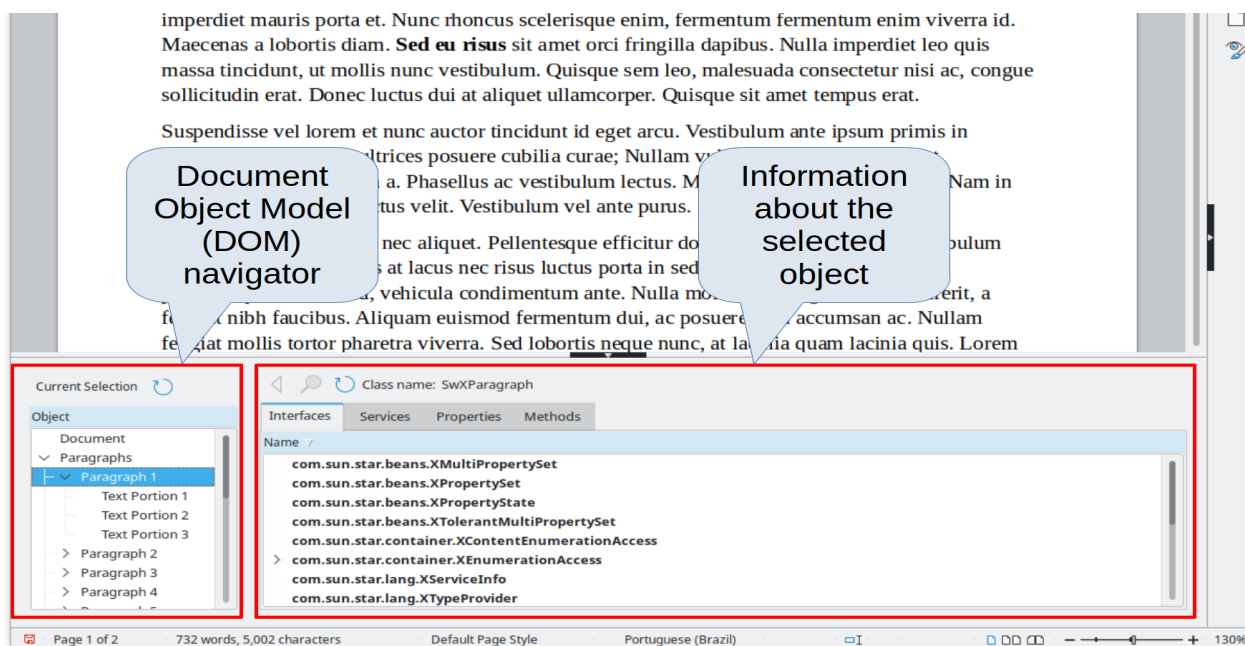 imperdiet mauris porta et. Nunc rhoncus scelerisque enim, fermentum fermentum enim viverra id.
Maecenas a lobortis diam. Sed eu risus sit amet orci fringilla dapibus. Nulla imperdiet leo quis
massa tincidunt, ut mollis nunc vestibulum. Quisque sem leo, malesuada consectetur nisi ac, congue
sollicitudin erat. Donec luctus dui at aliquet ullamcorper. Quisque sit amet tempus erat.
Suspendisse vel lorem et nunc auctor tincidunt id eget arcu. Vestibulum ante ipsum primis in
posuere cubilia curae; Nullam
a. Phasellus ac vestibulum lectus. Nam in
velit. Vestibulum vel ante purus.
nec aliquet. Pellentesque efficitur
at lacus nec risus luctus porta in
vehicula condimentum ante. Nulla a
nibh faucibus. Aliquam euismod fermentum dui, ac accumsan ac. Nullam
mollis tortor pharetra viverra. Sed lobortis neque nunc, at quam lacinia quis. Lorem
Document
Object Model
(DOM)
navigator
Information
about the
selected
object
Current Selection
Object
Document
Paragraphs
Paragraph 1
Text Portion 1
Text Portion 2
Text Portion 3
Paragraph 2
Paragraph 3
Paragraph 4
Class name: SwXParagraph
Interfaces Services Properties Methods
Name
com.sun.star.beans.XMultiPropertySet
com.sun.star.beans.XPropertySet
com.sun.star.beans.XPropertyState
com.sun.star.beans.XTolerantMultiPropertySet
com.sun.star.container.XContentEnumerationAccess
com.sun.star.container.XEnumerationAccess
com.sun.star.lang.XServiceInfo
com.sun.star.lang.XTypeProvider
Page 1 of 2 732 words, 5,002 characters Default Page Style Portuguese (Brazil) 130%